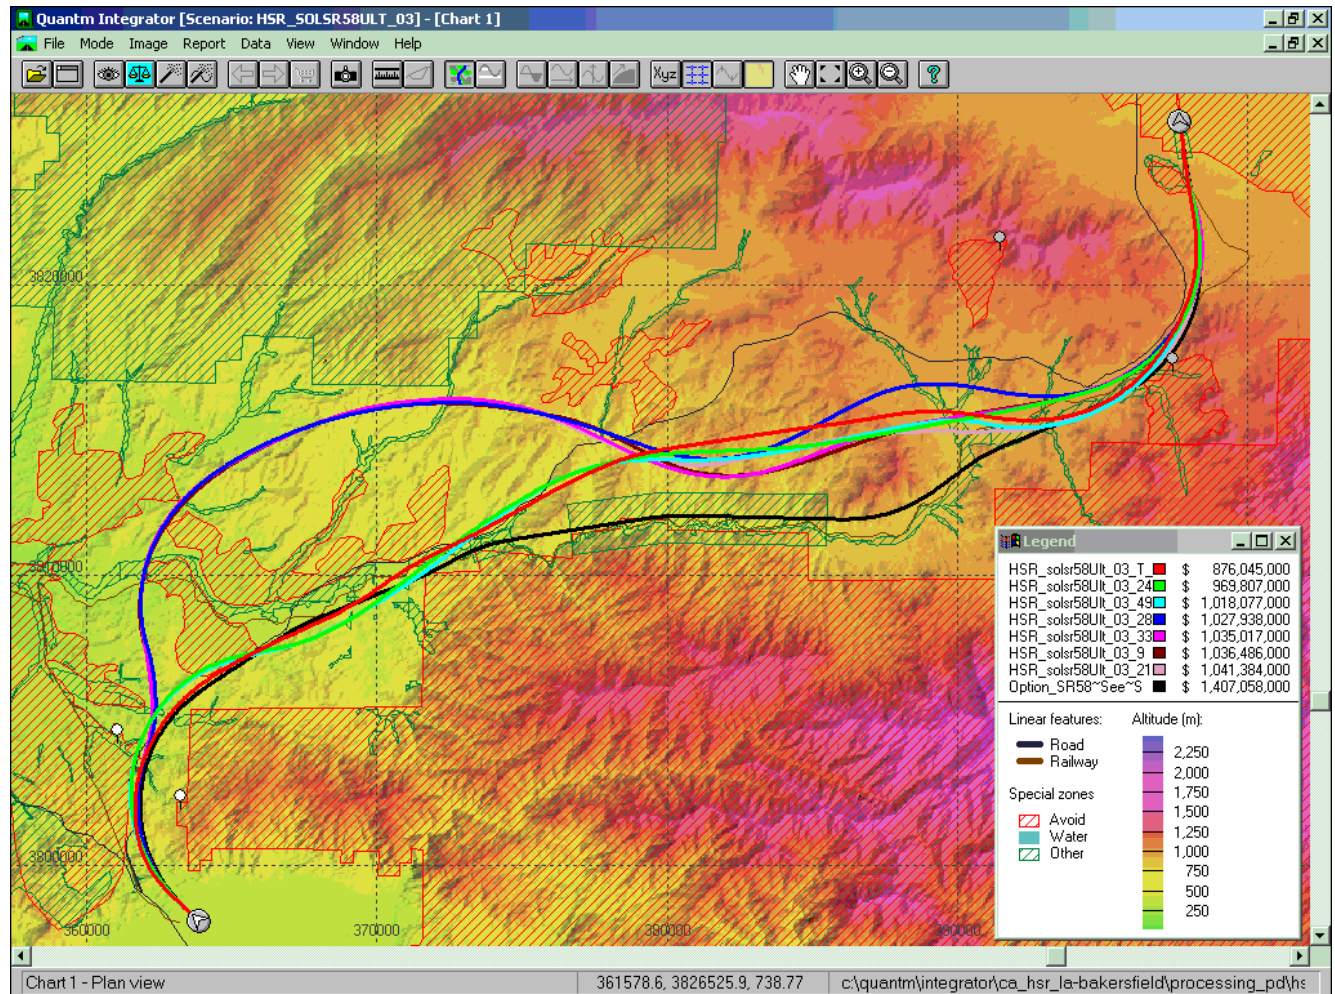 Quantm Integrator [Scenario: HSR_SOLSR58ULT_03] - [Chart 1]
File Mode Image Report Data View Window Help
Xyz
3820000
3810000
3800000
360000 370000 380000 390000
Legend
HSR_solsr58Ult_03_T_ $ 876,045,000
HSR_solsr58Ult_03_24 $ 969,807,000
HSR_solsr58Ult_03_49 $ 1,018,077,000
HSR_solsr58Ult_03_28 $ 1,027,938,000
HSR_solsr58Ult_03_33 $ 1,035,017,000
HSR_solsr58Ult_03_9 $ 1,036,486,000
HSR_solsr58Ult_03_21 $ 1,041,384,000
Option_SR58~See~S $ 1,407,058,000
Linear features:
Road
Railway
Special zones
Avoid
Water
Other
Altitude (m):
2,250
2,000
1,750
1,500
1,250
1,000
750
500
250
Chart 1 - Plan view 361578.6, 3826525.9, 738.77 c:\quantm\integrator\ca_hsr_la-bakersfield\processing_pd\hs